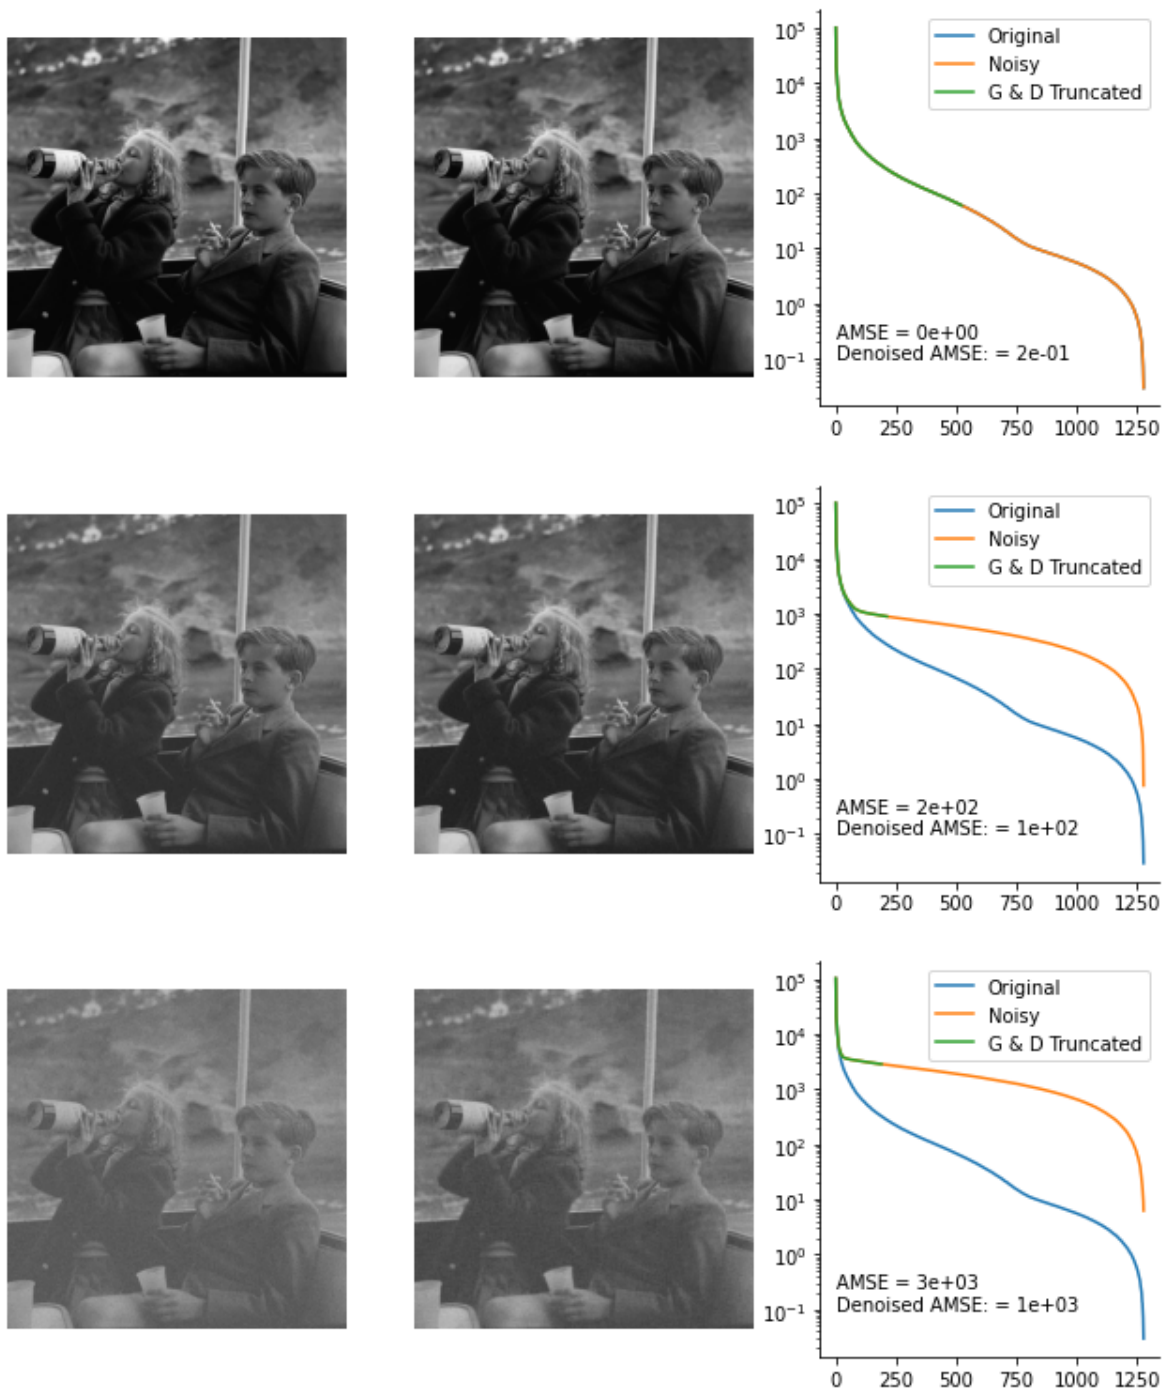 10⁵
10⁴
10³
10²
10¹
10⁰
10⁻¹
Original
Noisy
G & D Truncated
AMSE = 0e+00
Denoised AMSE: = 2e-01
0 250 500 750 1000 1250
10⁵
10⁴
10³
10²
10¹
10⁰
10⁻¹
Original
Noisy
G & D Truncated
AMSE = 2e+02
Denoised AMSE: = 1e+02
0 250 500 750 1000 1250
10⁵
10⁴
10³
10²
10¹
10⁰
10⁻¹
Original
Noisy
G & D Truncated
AMSE = 3e+03
Denoised AMSE: = 1e+03
0 250 500 750 1000 1250